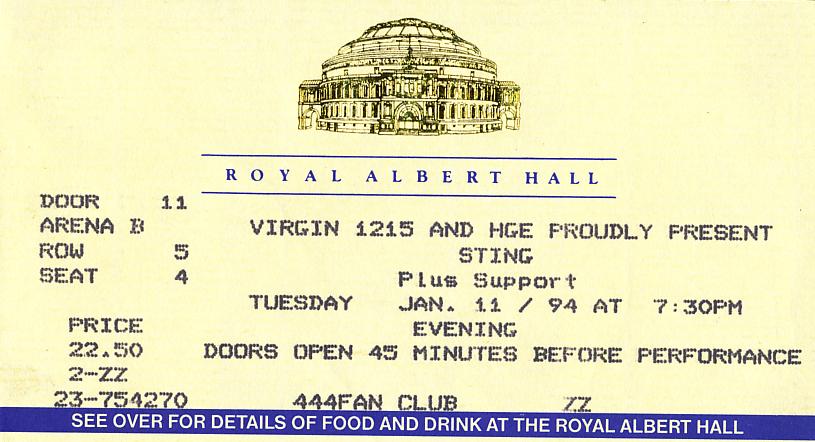 ROYAL ALBERT HALL
DOOR 11
ARENA B
ROW 5
SEAT 4
VIRGIN 1215 AND HGE PROUDLY PRESENT
STING
Plus Support
TUESDAY JAN. 11 / 94 AT 7:30PM
EVENING
DOORS OPEN 45 MINUTES BEFORE PERFORMANCE
PRICE
22.50
2-ZZ
23-754270 444FAN CLUB ZZ
SEE OVER FOR DETAILS OF FOOD AND DRINK AT THE ROYAL ALBERT HALL